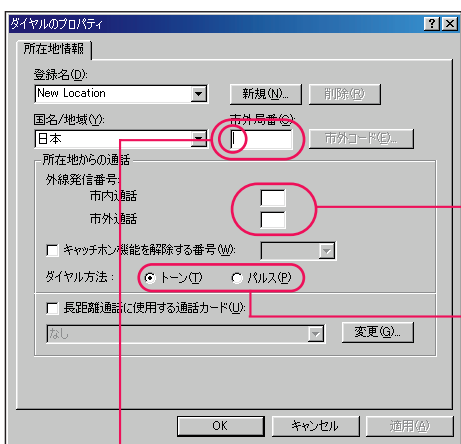 ダイヤルのプロパティ
所在地情報
登録名(D):
New Location 新規(N)... 削除(R)
国名/地域(Y): 市外局番(C):
日本 市外コード(E)...
所在地からの通話
外線発信番号:
市内通話
市外通話
キャッチホン機能を解除する番号(W):
ダイヤル方法: トーン(T) パルス(P)
長距離通話に使用する通話カード(U):
なし 変更(G)...
OK キャンセル 適用(A)